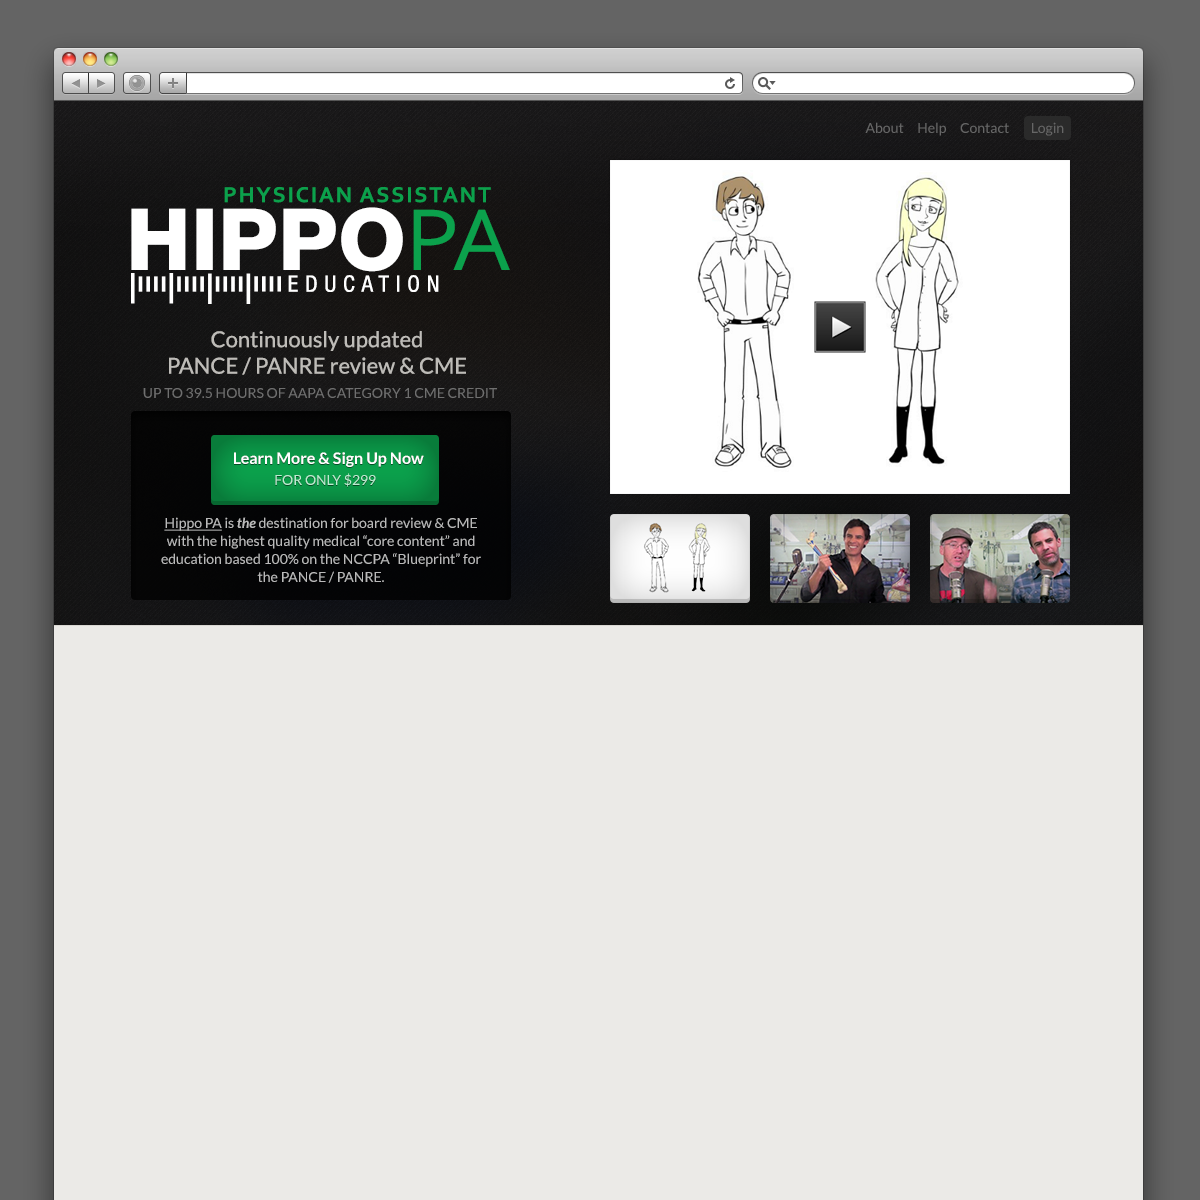 About Help Contact Login
PHYSICIAN ASSISTANT
HIPPOPA
EDUCATION
Continuously updated
PANCE / PANRE review & CME
UP TO 39.5 HOURS OF AAPA CATEGORY 1 CME CREDIT
Learn More & Sign Up Now
FOR ONLY $299
Hippo PA is the destination for board review & CME
with the highest quality medical “core content” and
education based 100% on the NCCPA “Blueprint” for
the PANCE / PANRE.